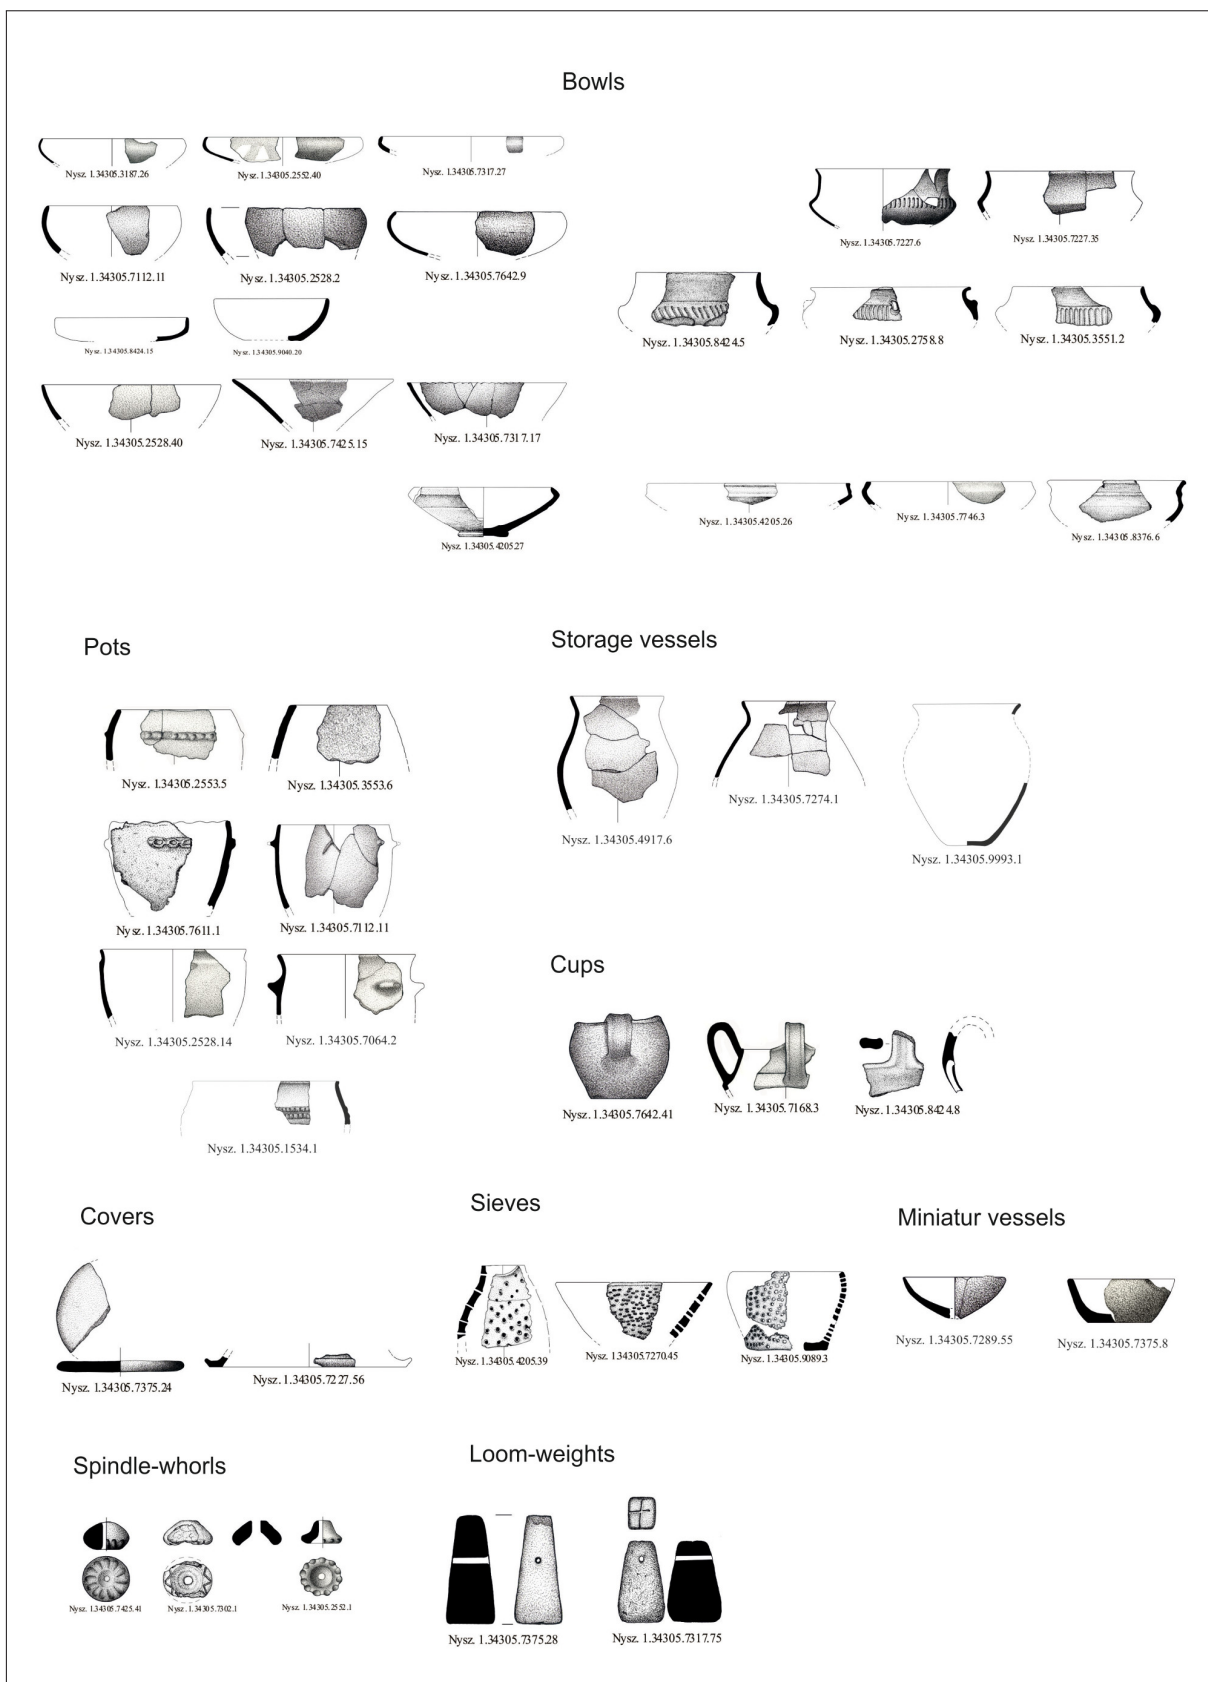 Bowls
Nysz. 1.34305.3187.26
Nysz. 1.34305.2552.40
Nysz. 1.34305.7317.27
Nysz. 1.34305.7227.6
Nysz. 1.34305.7227.35
Nysz. 1.34305.7112.11
Nysz. 1.34305.2528.2
Nysz. 1.34305.7642.9
Nysz. 1.34305.8424.5
Nysz. 1.34305.2758.8
Nysz. 1.34305.3551.2
Nysz. 1.34305.8424.15
Nysz. 1.34305.9040.20
Nysz. 1.34305.2528.40
Nysz. 1.34305.7425.15
Nysz. 1.34305.7317.17
Nysz. 1.34305.4205.27
Nysz. 1.34305.4205.26
Nysz. 1.34305.7746.3
Nysz. 1.34305.8376.6
Pots
Nysz. 1.34305.2553.5
Nysz. 1.34305.3553.6
Nysz. 1.34305.7611.1
Nysz. 1.34305.7112.11
Nysz. 1.34305.2528.14
Nysz. 1.34305.7064.2
Nysz. 1.34305.1534.1
Storage vessels
Nysz. 1.34305.4917.6
Nysz. 1.34305.7274.1
Nysz. 1.34305.9993.1
Cups
Nysz. 1.34305.7642.41
Nysz. 1.34305.7168.3
Nysz. 1.34305.8424.8
Covers
Nysz. 1.34305.7375.24
Nysz. 1.34305.7227.56
Sieves
Nysz. 1.34305.4205.39
Nysz. 1.34305.7270.45
Nysz. 1.34305.9089.3
Miniatur vessels
Nysz. 1.34305.7289.55
Nysz. 1.34305.7375.8
Spindle-whorls
Nysz. 1.34305.7425.41
Nysz. 1.34305.7302.1
Nysz. 1.34305.2552.1
Loom-weights
Nysz. 1.34305.7375.28
Nysz. 1.34305.7317.75